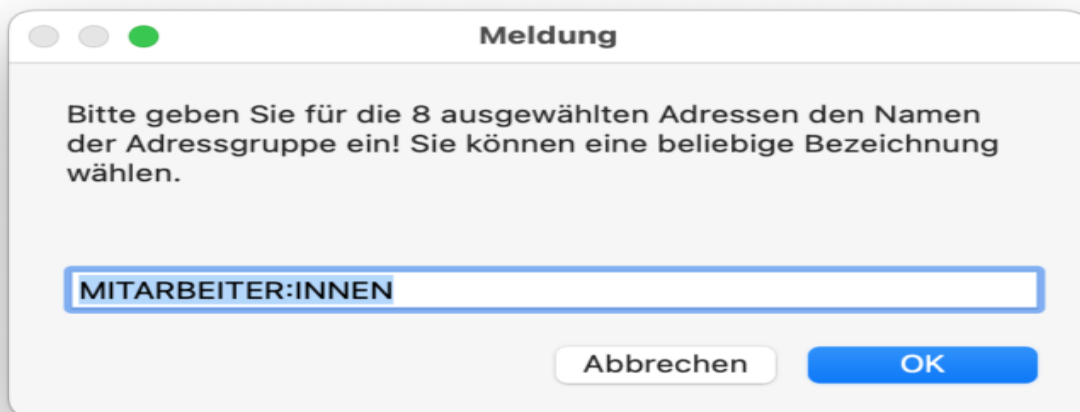 Meldung
Bitte geben Sie für die 8 ausgewählten Adressen den Namen
der Adressgruppe ein! Sie können eine beliebige Bezeichnung
wählen.
MITARBEITER:INNEN
Abbrechen OK